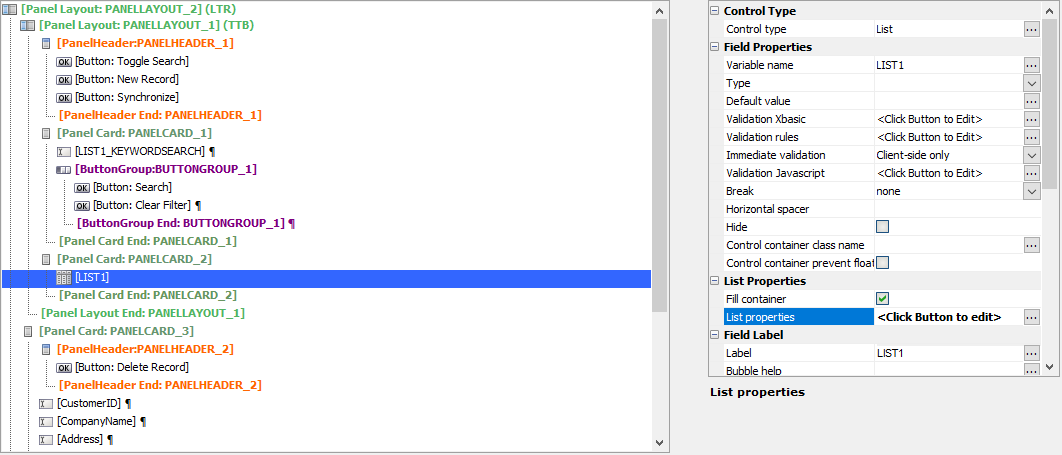 [Panel Layout: PANELLAYOUT_2] (LTR)
[Panel Layout: PANELLAYOUT_1] (TTB)
[PanelHeader:PANELHEADER_1]
OK [Button: Toggle Search]
OK [Button: New Record]
OK [Button: Synchronize]
[PanelHeader End: PANELHEADER_1]
[Panel Card: PANELCARD_1]
[LIST1_KEYWORDSEARCH] ¶
[ButtonGroup:BUTTONGROUP_1]
OK [Button: Search]
OK [Button: Clear Filter] ¶
[ButtonGroup End: BUTTONGROUP_1] ¶
[Panel Card End: PANELCARD_1]
[Panel Card: PANELCARD_2]
[LIST1]
[Panel Card End: PANELCARD_2]
[Panel Layout End: PANELLAYOUT_1]
[Panel Card: PANELCARD_3]
[PanelHeader:PANELHEADER_2]
OK [Button: Delete Record]
[PanelHeader End: PANELHEADER_2]
[CustomerID] ¶
[CompanyName] ¶
[Address] ¶
Control Type
Control type List ...
Field Properties
Variable name LIST1 ...
Type
Default value ...
Validation Xbasic <Click Button to Edit> ...
Validation rules <Click Button to Edit> ...
Immediate validation Client-side only
Validation Javascript <Click Button to Edit> ...
Break none
Horizontal spacer
Hide
Control container class name ...
Control container prevent float
List Properties
Fill container
List properties <Click Button to edit> ...
Field Label
Label LIST1 ...
Bubble help ...
List properties